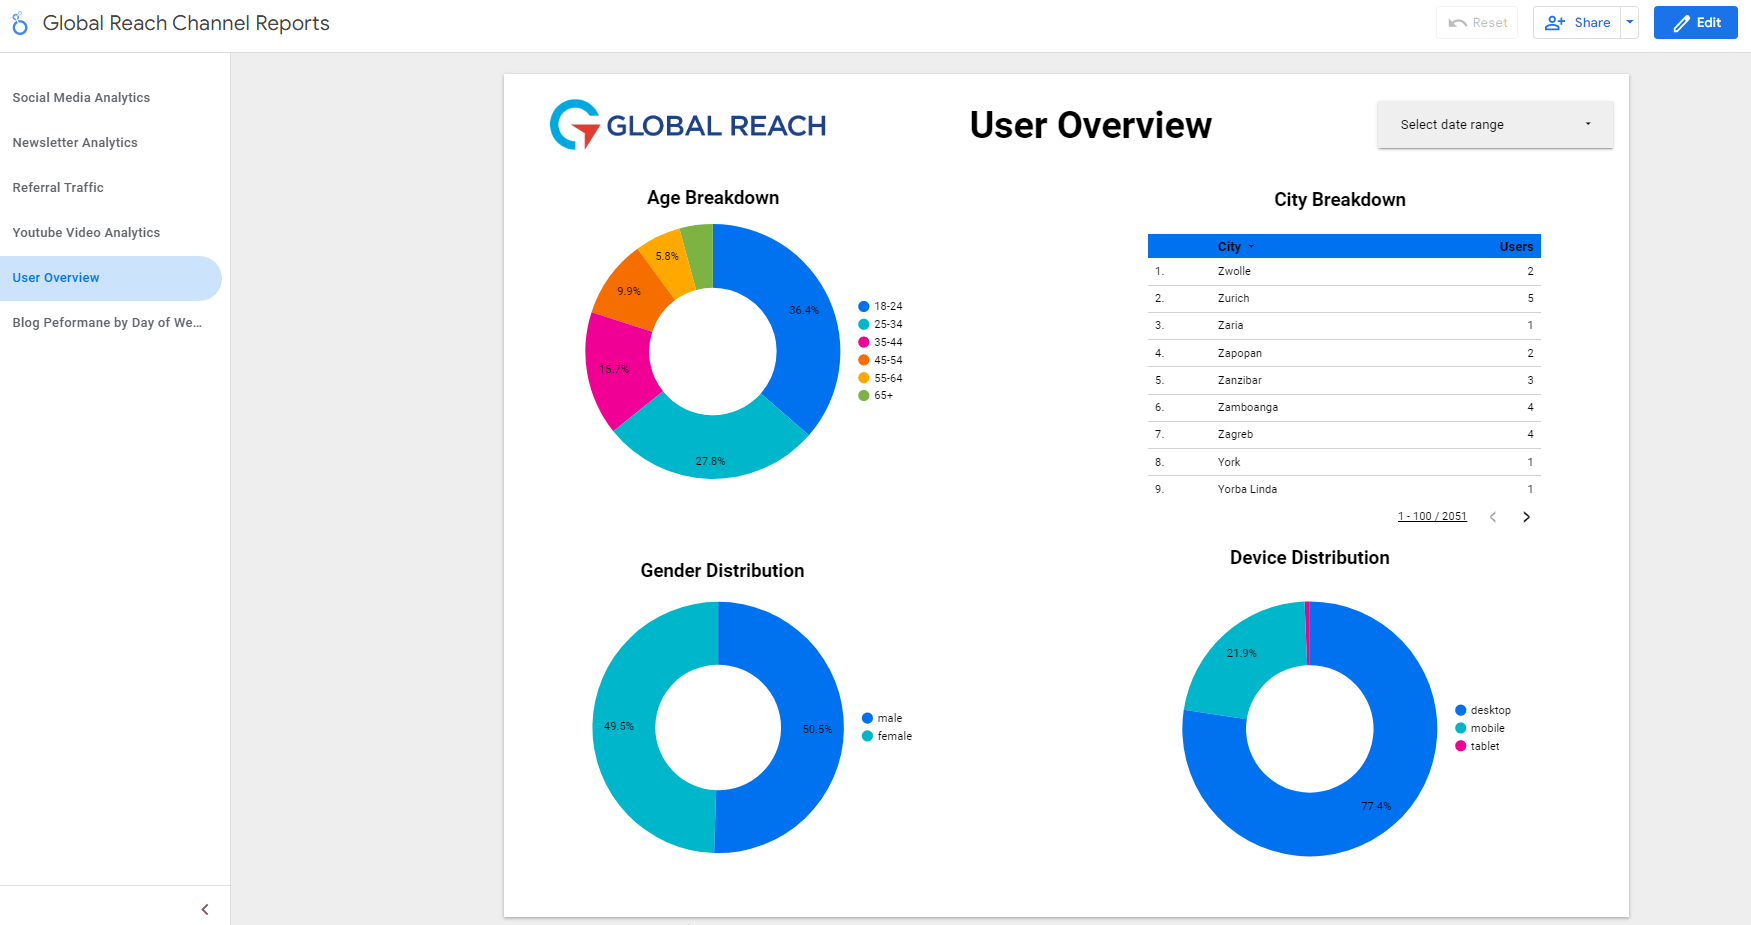 Global Reach Channel Reports
Reset
Share
Edit
Social Media Analytics
Newsletter Analytics
Referral Traffic
Youtube Video Analytics
User Overview
Blog Peformane by Day of We...
GLOBAL REACH
User Overview
Select date range
Age Breakdown
5.8%
9.9%
36.4%
15.7%
27.8%
18-24
25-34
35-44
45-54
55-64
65+
City Breakdown
City Users
1. Zwolle 2
2. Zurich 5
3. Zaria 1
4. Zapopan 2
5. Zanzibar 3
6. Zamboanga 4
7. Zagreb 4
8. York 1
9. Yorba Linda 1
1 - 100 / 2051
Gender Distribution
49.5%
50.5%
male
female
Device Distribution
21.9%
77.4%
desktop
mobile
tablet